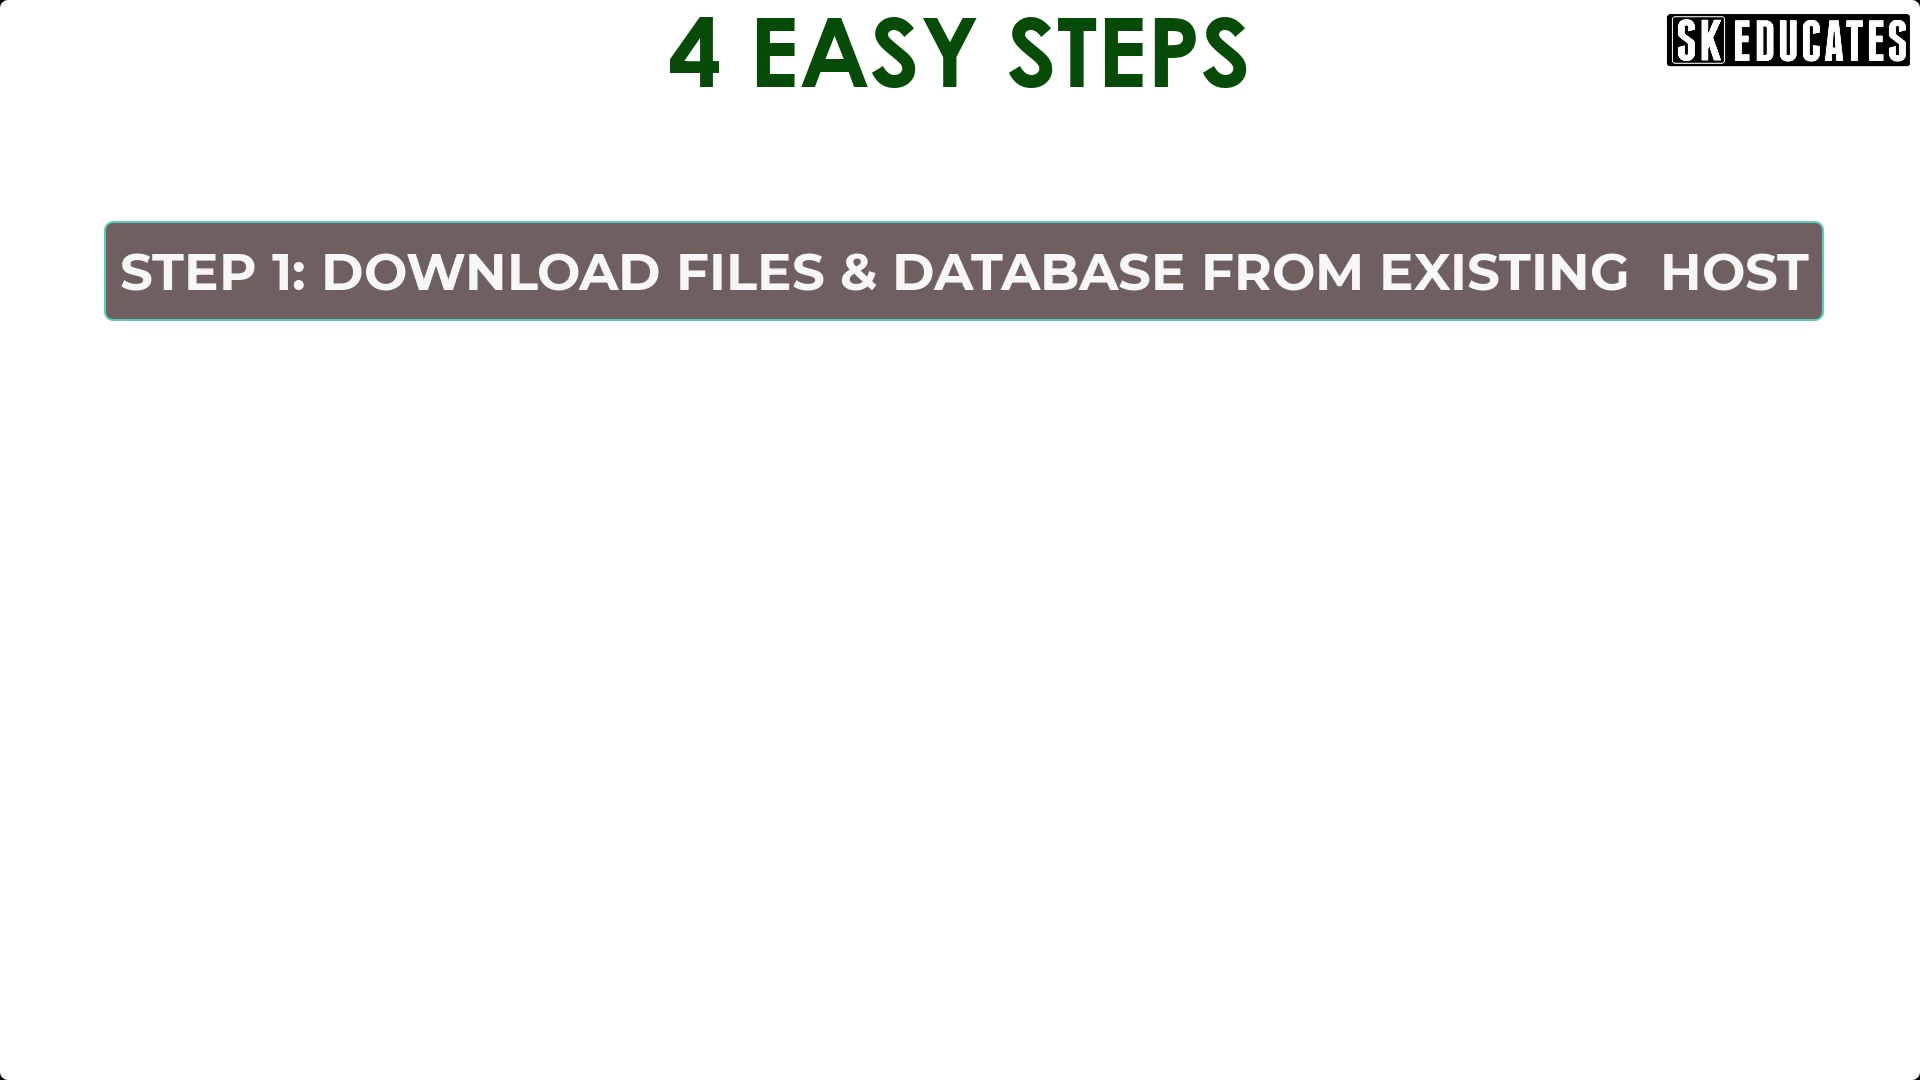 4 EASY STEPS
SK EDUCATES
STEP 1: DOWNLOAD FILES & DATABASE FROM EXISTING  HOST